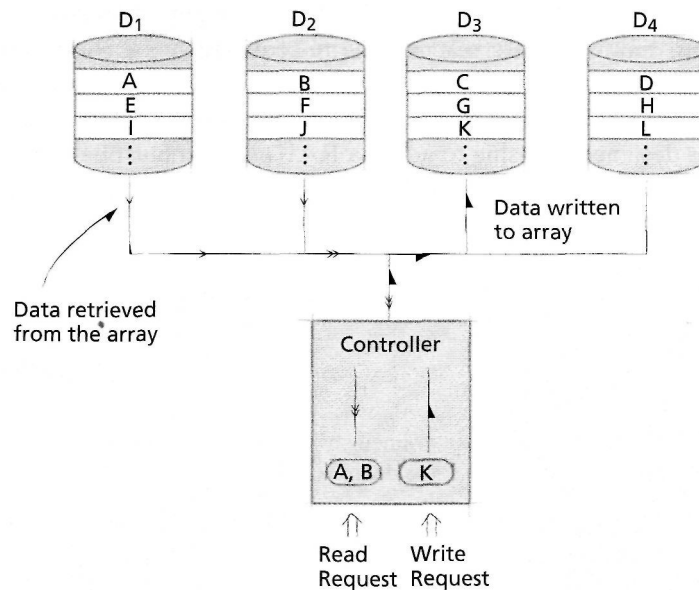 D1 D2 D3 D4
A B C D
E F G H
I J K L
Data written
to array
Data retrieved
from the array
Controller
A, B K
Read Write
Request Request